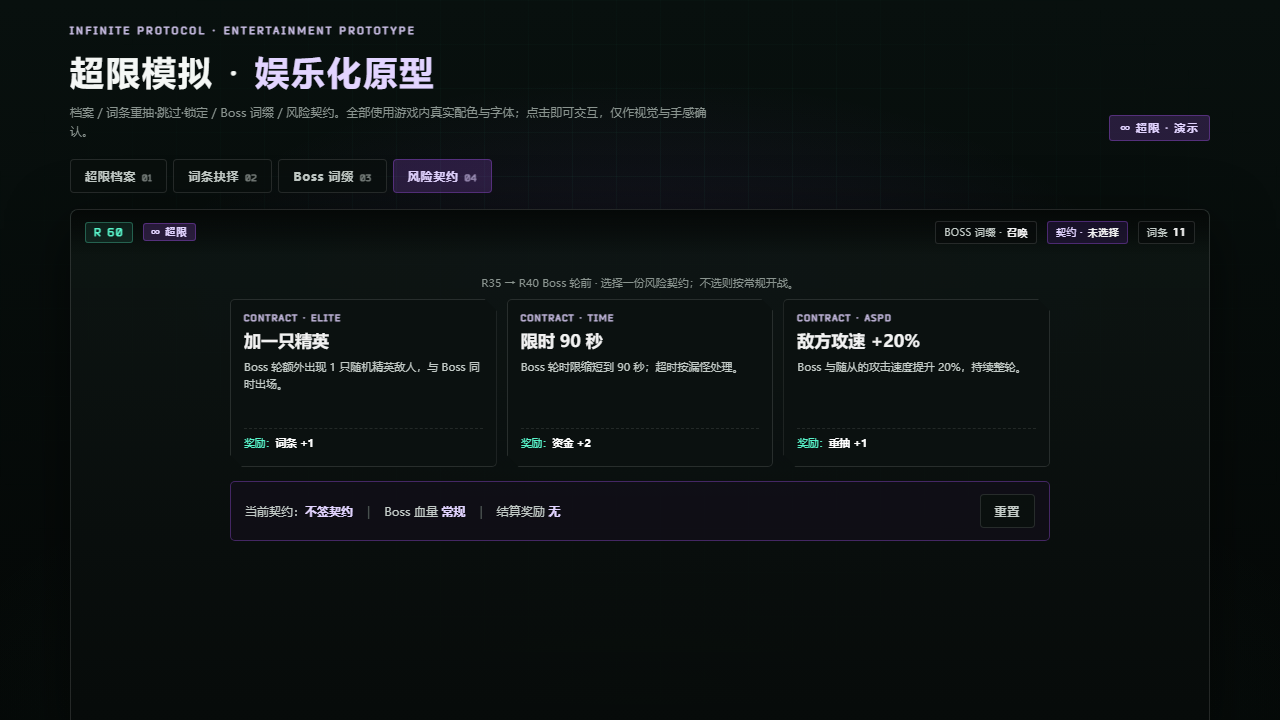 INFINITE PROTOCOL · ENTERTAINMENT PROTOTYPE
超限模拟 · 娱乐化原型
档案 / 词条重抽·跳过·锁定 / Boss 词缀 / 风险契约。全部使用游戏内真实配色与字体；点击即可交互，仅作视觉与手感确
认。
∞ 超限 · 演示
超限档案 01
词条抉择 02
Boss 词缀 03
风险契约 04
R 60
∞ 超限
BOSS 词缀 · 召唤
契约 · 未选择
词条 11
R35 → R40 Boss 轮前 · 选择一份风险契约；不选则按常规开战。
CONTRACT · ELITE
加一只精英
Boss 轮额外出现 1 只随机精英敌人，与 Boss 同
时出场。
奖励：词条 +1
CONTRACT · TIME
限时 90 秒
Boss 轮时限缩短到 90 秒；超时按漏怪处理。
奖励：资金 +2
CONTRACT · ASPD
敌方攻速 +20%
Boss 与随从的攻击速度提升 20%，持续整轮。
奖励：重抽 +1
当前契约：不签契约 | Boss 血量 常规 | 结算奖励 无
重置